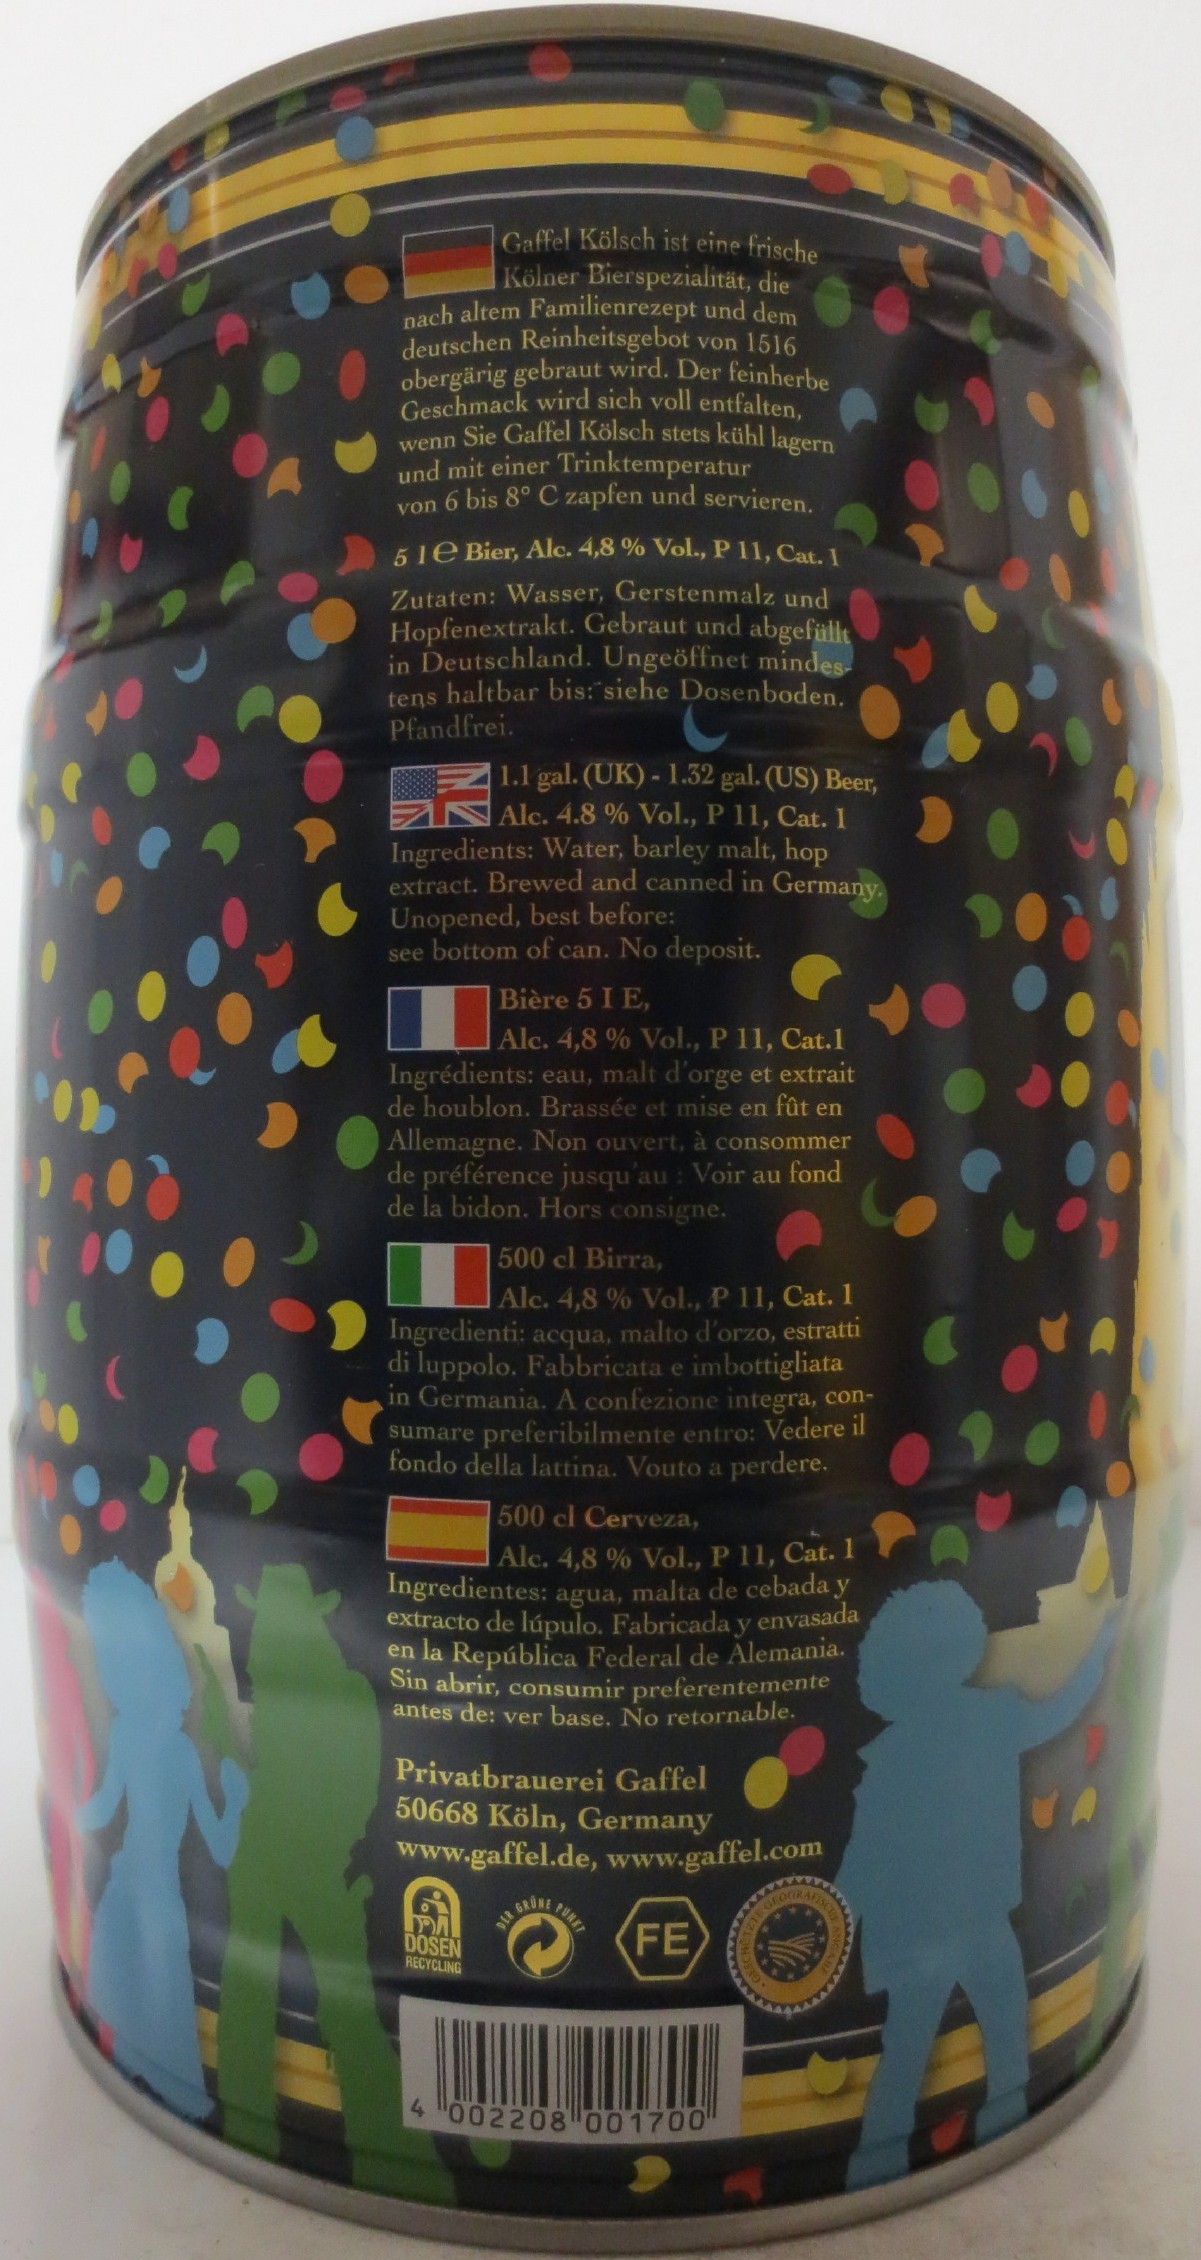 Gaffel Kölsch ist eine frische
Kölner Bierspezialität, die
nach altem Familienrezept und dem
deutschen Reinheitsgebot von 1516
obergärig gebraut wird. Der feinherbe
Geschmack wird sich voll entfalten,
wenn Sie Gaffel Kölsch stets kühl lagern
und mit einer Trinktemperatur
von 6 bis 8° C zapfen und servieren.
5 l e Bier, Alc. 4,8 % Vol., P 11, Cat. 1
Zutaten: Wasser, Gerstenmalz und
Hopfenextrakt. Gebraut und abgefüllt
in Deutschland. Ungeöffnet mindes-
tens haltbar bis: siehe Dosenboden.
Pfandfrei.
1.1 gal. (UK) - 1.32 gal. (US) Beer,
Alc. 4.8 % Vol., P 11, Cat. 1
Ingredients: Water, barley malt, hop
extract. Brewed and canned in Germany.
Unopened, best before:
see bottom of can. No deposit.
Bière 5 I E,
Alc. 4,8 % Vol., P 11, Cat.1
Ingrédients: eau, malt d'orge et extrait
de houblon. Brassée et mise en fût en
Allemagne. Non ouvert, à consommer
de préférence jusqu'au : Voir au fond
de la bidon. Hors consigne.
500 cl Birra,
Alc. 4,8 % Vol., P 11, Cat. 1
Ingredienti: acqua, malto d'orzo, estratti
di luppolo. Fabbricata e imbottigliata
in Germania. A confezione integra, con-
sumare preferibilmente entro: Vedere il
fondo della lattina. Vouto a perdere.
500 cl Cerveza,
Alc. 4,8 % Vol., P 11, Cat. 1
Ingredientes: agua, malta de cebada y
extracto de lúpulo. Fabricada y envasada
en la República Federal de Alemania.
Sin abrir, consumir preferentemente
antes de: ver base. No retornable.
Privatbrauerei Gaffel
50668 Köln, Germany
www.gaffel.de, www.gaffel.com
DOSEN
RECYCLING
DER GRÜNE PUNKT
FE
GESCHÜTZTE GEOGRAFISCHE ANGABE
4 002208 001700